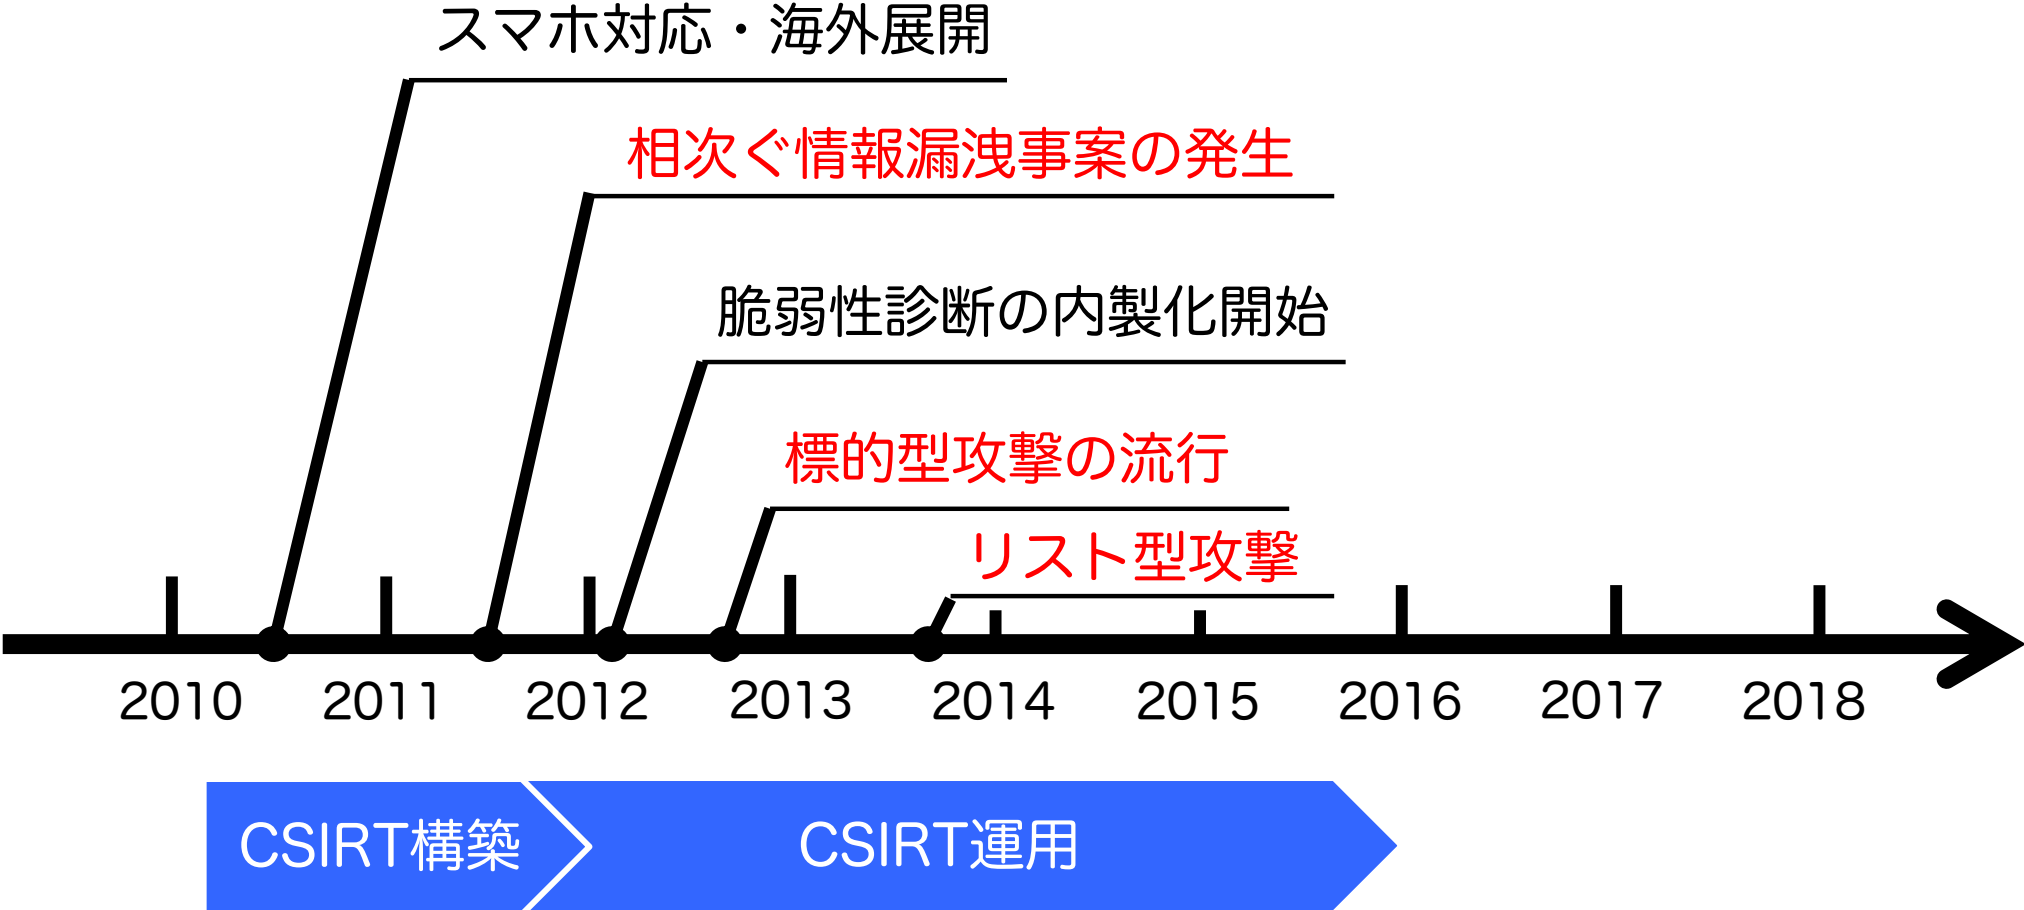 スマホ対応・海外展開
相次ぐ情報漏洩事案の発生
脆弱性診断の内製化開始
標的型攻撃の流行
リスト型攻撃
2010 2011 2012 2013 2014 2015 2016 2017 2018
CSIRT構築 CSIRT運用